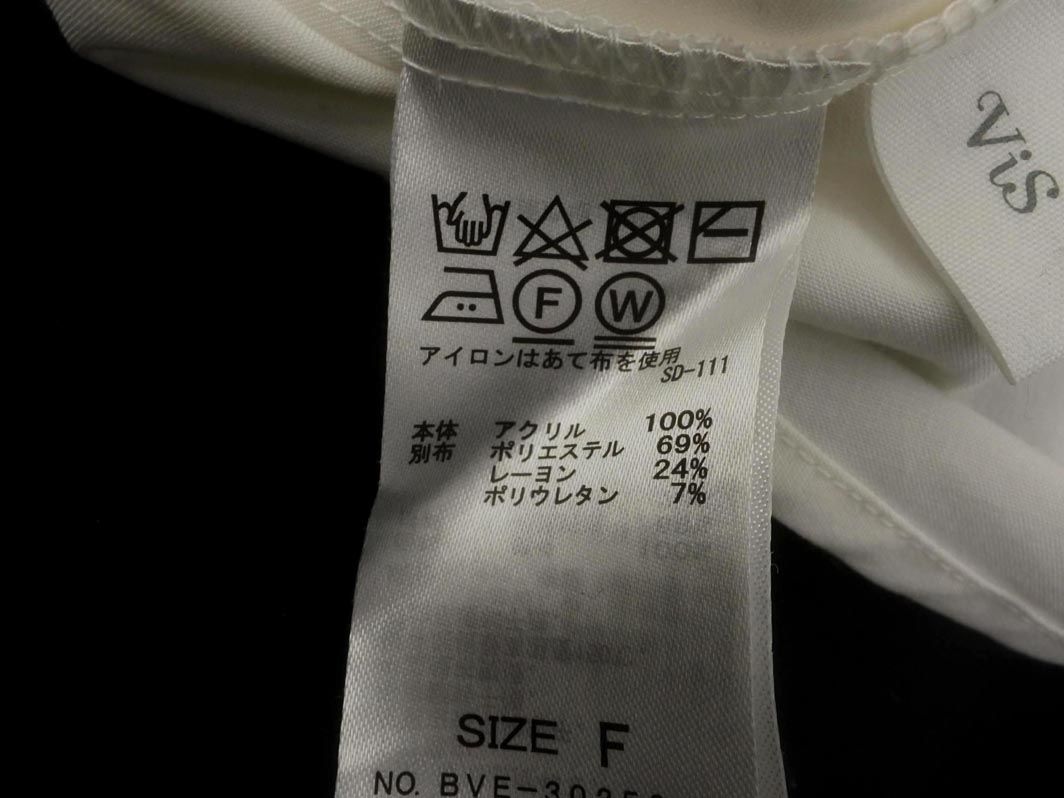 ViS
F W
アイロンはあて布を使用
SD-111
本体 アクリル 100%
別布 ポリエステル 69%
レーヨン 24%
ポリウレタン 7%
SIZE F
NO.